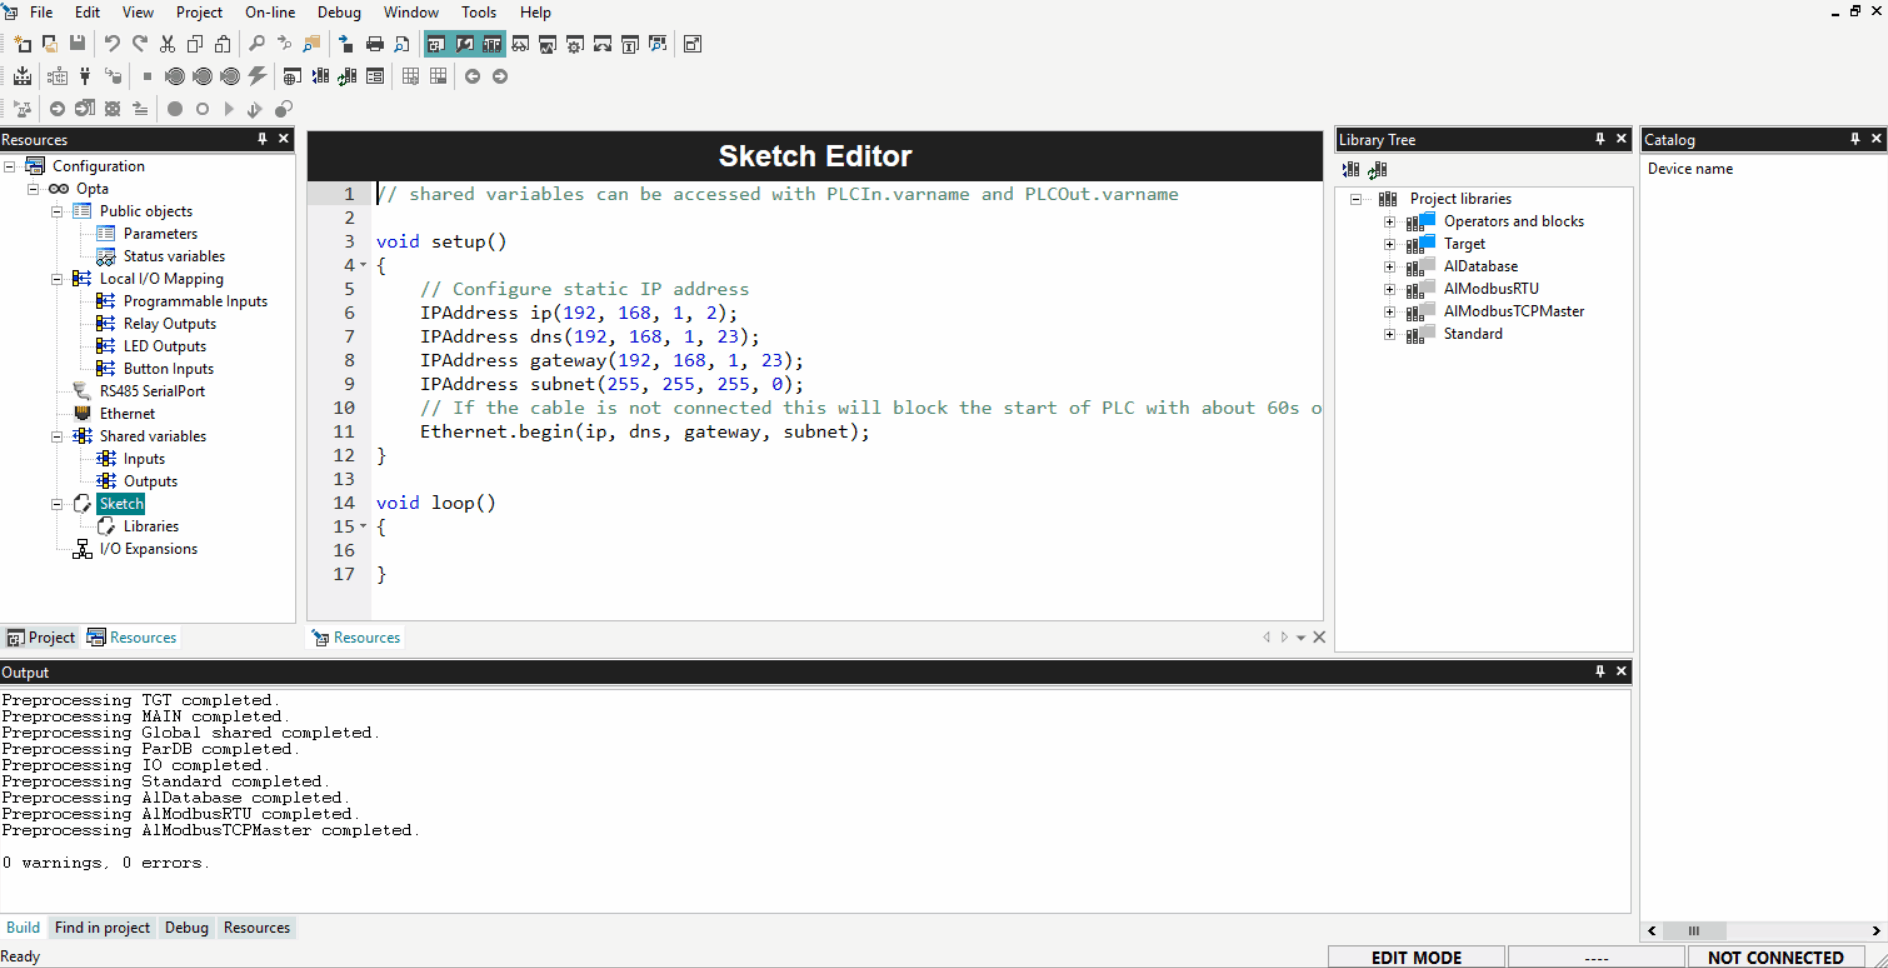 File Edit View Project On-line Debug Window Tools Help
Resources
Configuration
Opta
Public objects
Parameters
Status variables
Local I/O Mapping
Programmable Inputs
Relay Outputs
LED Outputs
Button Inputs
RS485 SerialPort
Ethernet
Shared variables
Inputs
Outputs
Sketch
Libraries
I/O Expansions
Project Resources
Sketch Editor
1 // shared variables can be accessed with PLCIn.varname and PLCOut.varname
2
3 void setup()
4 {
5 // Configure static IP address
6 IPAddress ip(192, 168, 1, 2);
7 IPAddress dns(192, 168, 1, 23);
8 IPAddress gateway(192, 168, 1, 23);
9 IPAddress subnet(255, 255, 255, 0);
10 // If the cable is not connected this will block the start of PLC with about 60s o
11 Ethernet.begin(ip, dns, gateway, subnet);
12 }
13
14 void loop()
15 {
16
17 }
Resources
Library Tree
Project libraries
Operators and blocks
Target
AlDatabase
AlModbusRTU
AlModbusTCPMaster
Standard
Catalog
Device name
Output
Preprocessing TGT completed.
Preprocessing MAIN completed.
Preprocessing Global shared completed.
Preprocessing ParDB completed.
Preprocessing IO completed.
Preprocessing Standard completed.
Preprocessing AlDatabase completed.
Preprocessing AlModbusRTU completed.
Preprocessing AlModbusTCPMaster completed.
0 warnings, 0 errors.
Build Find in project Debug Resources
Ready
EDIT MODE ---- NOT CONNECTED